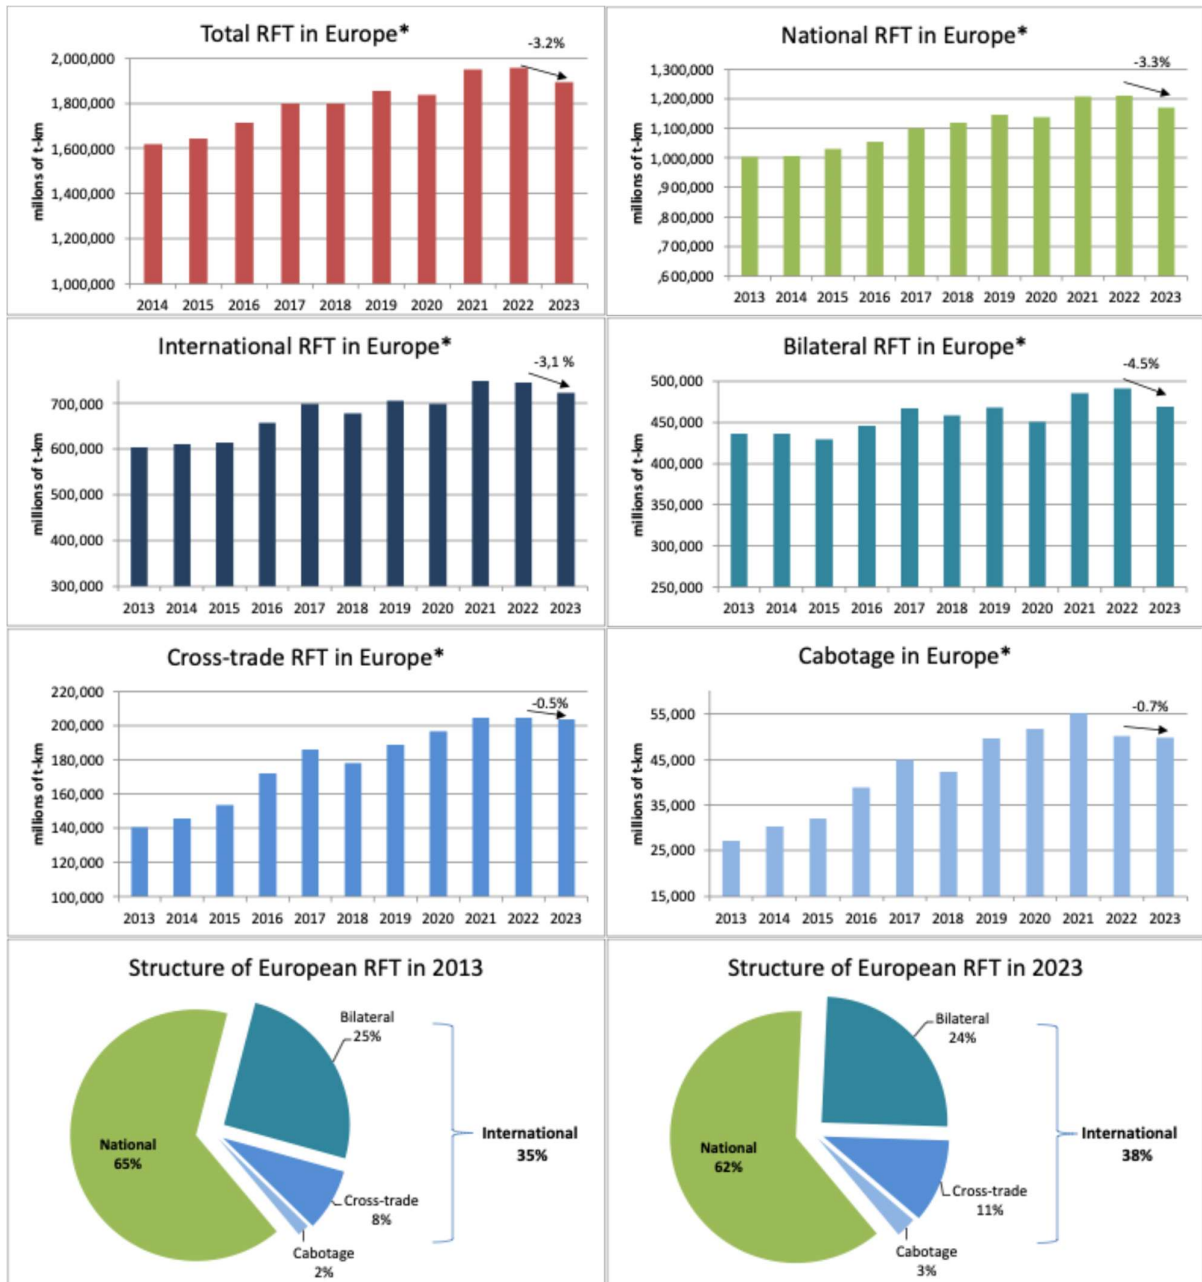 Total RFT in Europe*
-3.2%
millions of t-km
2,000,000
1,800,000
1,600,000
1,400,000
1,200,000
1,000,000
2014 2015 2016 2017 2018 2019 2020 2021 2022 2023
National RFT in Europe*
-3.3%
millions of t-km
1,300,000
1,200,000
1,100,000
1,000,000
,900,000
,800,000
,700,000
,600,000
2013 2014 2015 2016 2017 2018 2019 2020 2021 2022 2023
International RFT in Europe*
-3,1 %
millions of t-km
700,000
600,000
500,000
400,000
300,000
2013 2014 2015 2016 2017 2018 2019 2020 2021 2022 2023
Bilateral RFT in Europe*
-4.5%
millions of t-km
500,000
450,000
400,000
350,000
300,000
250,000
2013 2014 2015 2016 2017 2018 2019 2020 2021 2022 2023
Cross-trade RFT in Europe*
-0.5%
millions of t-km
220,000
200,000
180,000
160,000
140,000
120,000
100,000
2013 2014 2015 2016 2017 2018 2019 2020 2021 2022 2023
Cabotage in Europe*
-0.7%
millions of t-km
55,000
45,000
35,000
25,000
15,000
2013 2014 2015 2016 2017 2018 2019 2020 2021 2022 2023
Structure of European RFT in 2013
Bilateral
25%
National
65%
International
35%
Cross-trade
8%
Cabotage
2%
Structure of European RFT in 2023
Bilateral
24%
National
62%
International
38%
Cross-trade
11%
Cabotage
3%